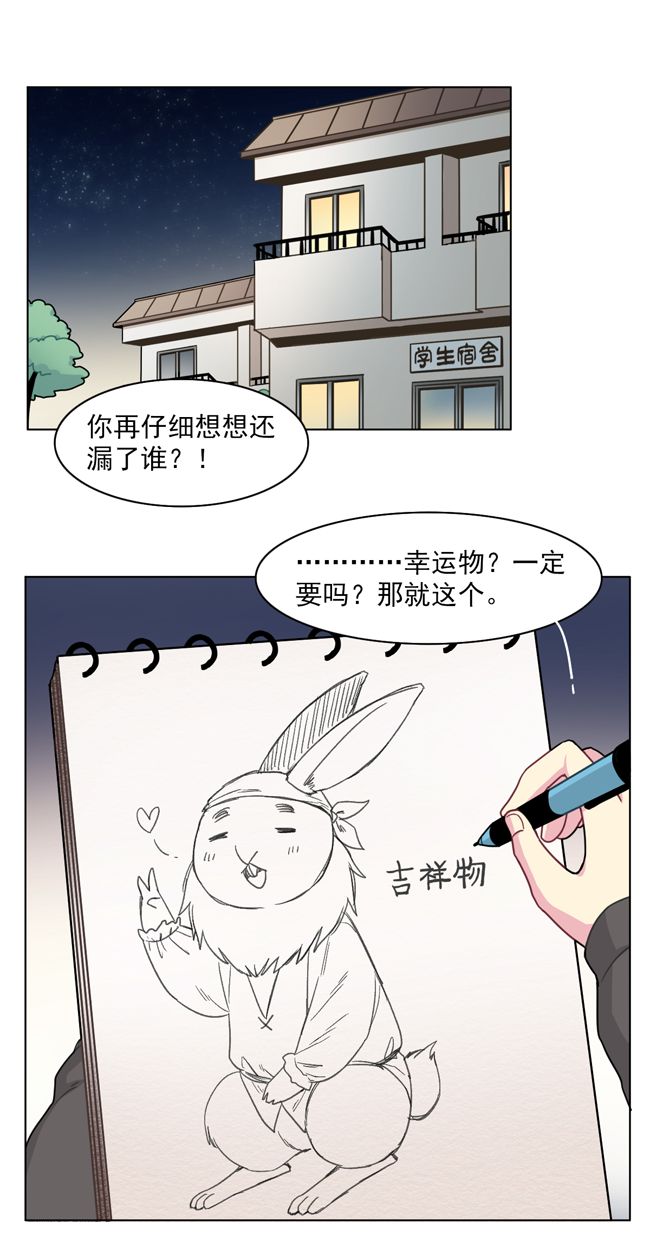 学生宿舍
你再仔细想想还
漏了谁？！
…………幸运物？一定
要吗？那就这个。
吉祥物